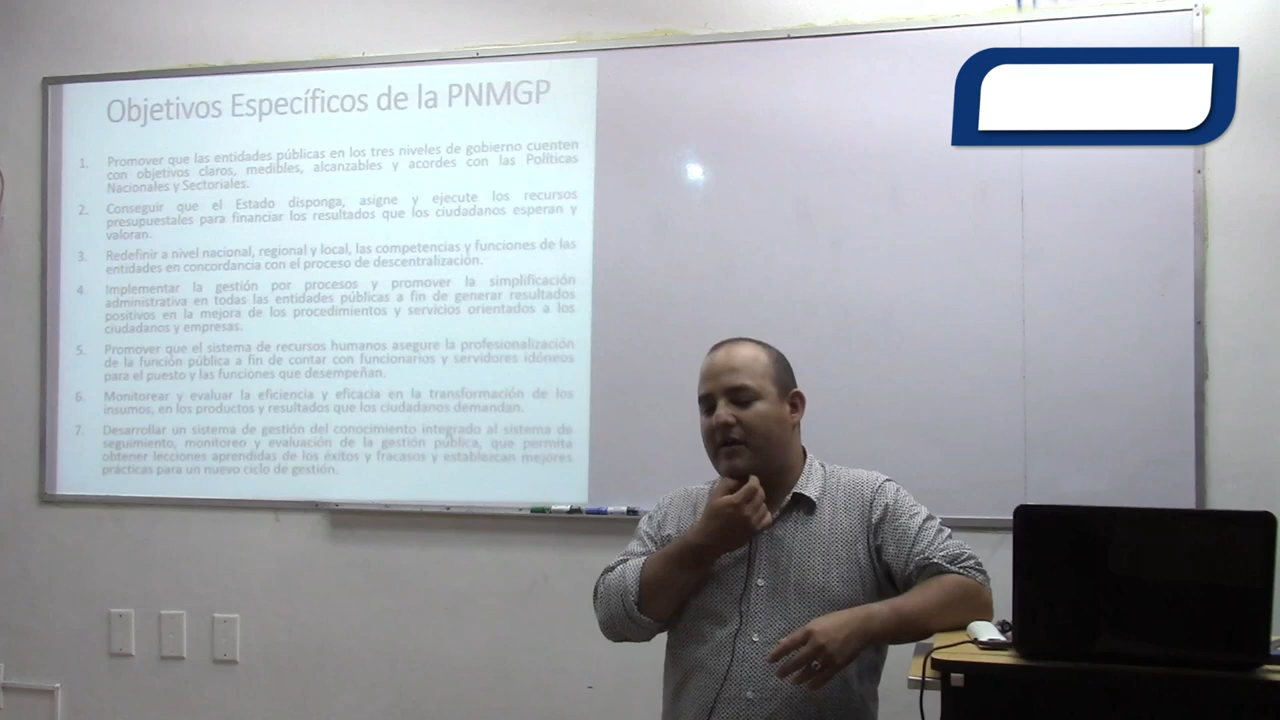 Objetivos Específicos de la PNMGP
1. Promover que las entidades públicas en los tres niveles de gobierno cuenten
con objetivos claros, medibles, alcanzables y acordes con las Políticas
Nacionales y Sectoriales.
2. Conseguir que el Estado disponga, asigne y ejecute los recursos
presupuestales para financiar los resultados que los ciudadanos esperan y
valoran.
3. Redefinir a nivel nacional, regional y local, las competencias y funciones de las
entidades en concordancia con el proceso de descentralización.
4. Implementar la gestión por procesos y promover la simplificación
administrativa en todas las entidades públicas a fin de generar resultados
positivos en la mejora de los procedimientos y servicios orientados a los
ciudadanos y empresas.
5. Promover que el sistema de recursos humanos asegure la profesionalización
de la función pública a fin de contar con funcionarios y servidores idóneos
para el puesto y las funciones que desempeñan.
6. Monitorear y evaluar la eficiencia y eficacia en la transformación de los
insumos, en los productos y resultados que los ciudadanos demandan.
7. Desarrollar un sistema de gestión del conocimiento integrado al sistema de
seguimiento, monitoreo y evaluación de la gestión pública, que permita
obtener lecciones aprendidas de los éxitos y fracasos y establezcan mejores
prácticas para un nuevo ciclo de gestión.